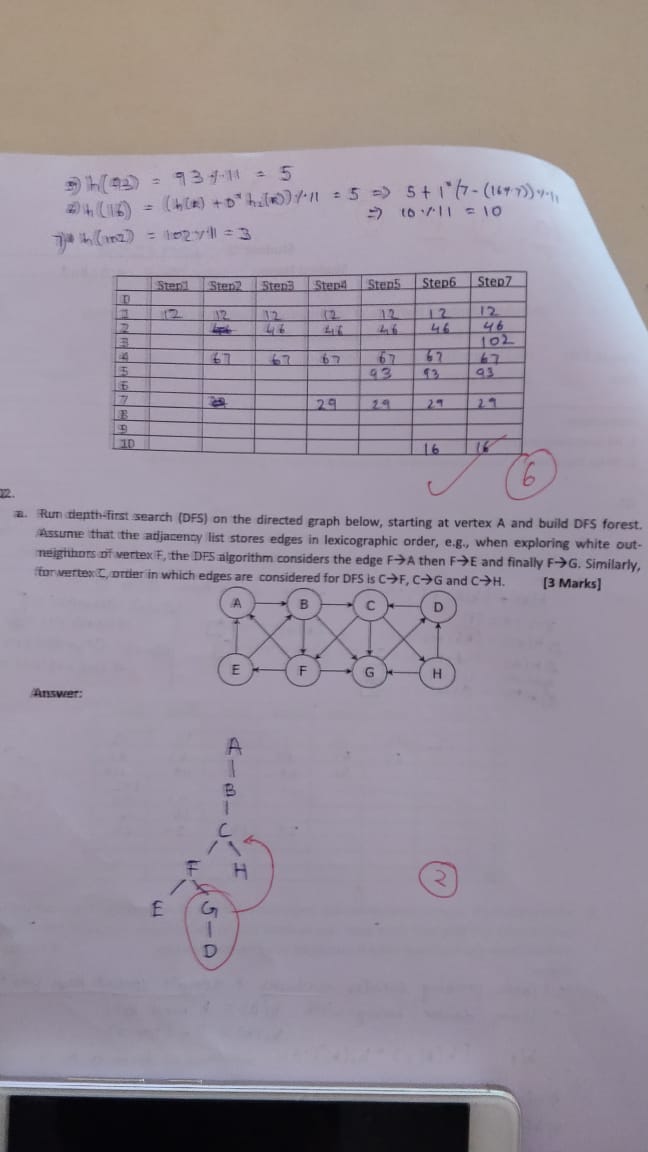 5) h(93) = 93 % 11 = 5
6) h(16) = (h(x) + 0*h2(x)) % 11 = 5 ⇒ 5 + 1*(7-(16%7)) % 11
⇒ 10 % 11 = 10
7) h(102) = 102 % 11 = 3
Step1 Step2 Step3 Step4 Step5 Step6 Step7
0
1 12 12 12 12 12 12 12
2 46 46 46 46 46
3 102
4 67 67 67 67 67 67
5 93 93 93
6
7 29 29 29 29
8
9
10 16 16
6
Q2.
a. Run depth-first search (DFS) on the directed graph below, starting at vertex A and build DFS forest.
Assume that the adjacency list stores edges in lexicographic order, e.g., when exploring white out-
neighbors of vertex F, the DFS algorithm considers the edge F→A then F→E and finally F→G. Similarly,
for vertex C, order in which edges are considered for DFS is C→F, C→G and C→H. [3 Marks]
A B C D
E F G H
Answer:
A
B
C
F H
E G
D
2